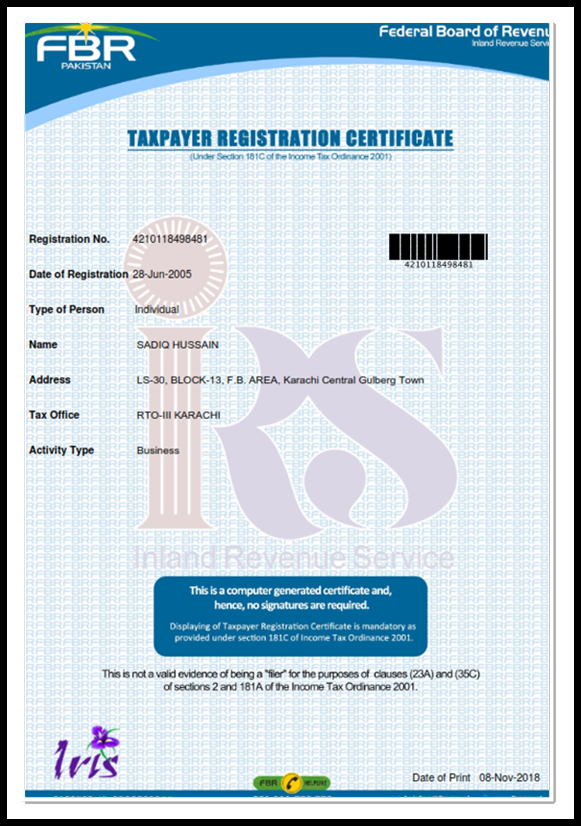 FBR
PAKISTAN
Federal Board of Revenu
Inland Revenue Servi
TAXPAYER REGISTRATION CERTIFICATE
(Under Section 181C of the Income Tax Ordinance 2001)
Registration No. 4210118498481
4210118498481
Date of Registration 28-Jun-2005
Type of Person Individual
Name SADIQ HUSSAIN
Address LS-30, BLOCK-13, F.B. AREA, Karachi Central Gulberg Town
Tax Office RTO-III KARACHI
Activity Type Business
IRS
Inland Revenue Service
This is a computer generated certificate and,
hence, no signatures are required.
Displaying of Taxpayer Registration Certificate is mandatory as
provided under section 181C of Income Tax Ordinance 2001.
This is not a valid evidence of being a "filer" for the purposes of clauses (23A) and (35C)
of sections 2 and 181A of the Income Tax Ordinance 2001.
Iris
FBR HELPLINE
Date of Print 08-Nov-2018